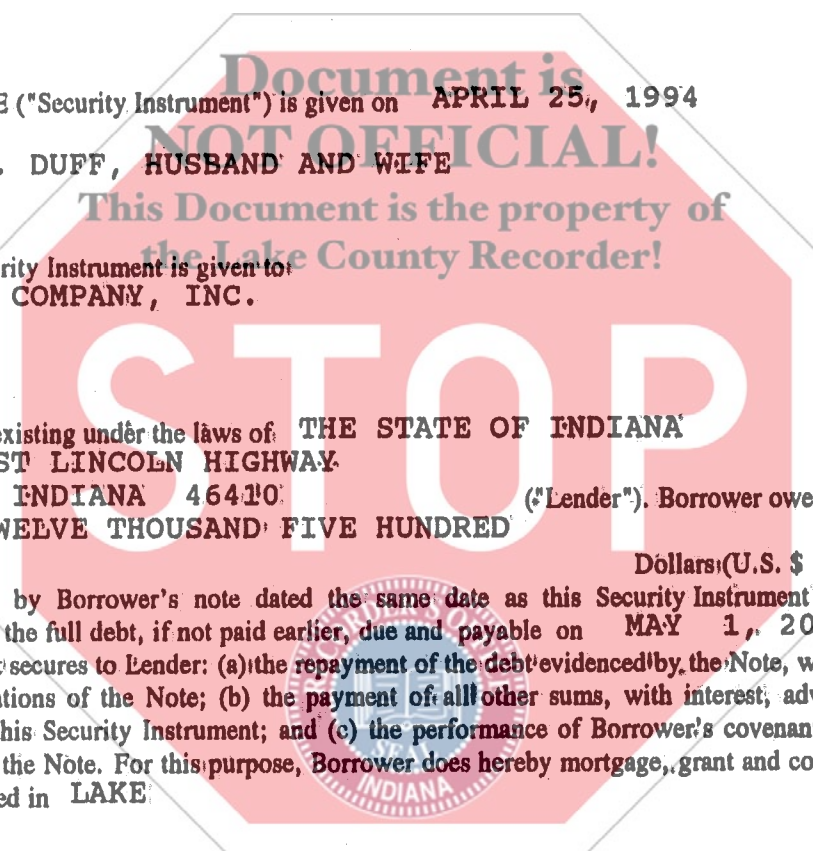 Document is
E ("Security Instrument") is given on APRIL 25, 1994
NOT OFFICIAL!
. DUFF, HUSBAND AND WIFE
This Document is the property of
the Lake County Recorder!
rity Instrument is given to
COMPANY, INC.
STOP
existing under the laws of THE STATE OF INDIANA
ST LINCOLN HIGHWAY
INDIANA 46410 ("Lender"). Borrower owe
WELVE THOUSAND FIVE HUNDRED
Dollars (U.S. $
by Borrower's note dated the same date as this Security Instrument
the full debt, if not paid earlier, due and payable on MAY 1, 20
secures to Lender: (a) the repayment of the debt evidenced by the Note, w
ations of the Note; (b) the payment of all other sums, with interest, adv
his Security Instrument; and (c) the performance of Borrower's covenan
the Note. For this purpose, Borrower does hereby mortgage, grant and co
ed in LAKE
SEAL
INDIANA